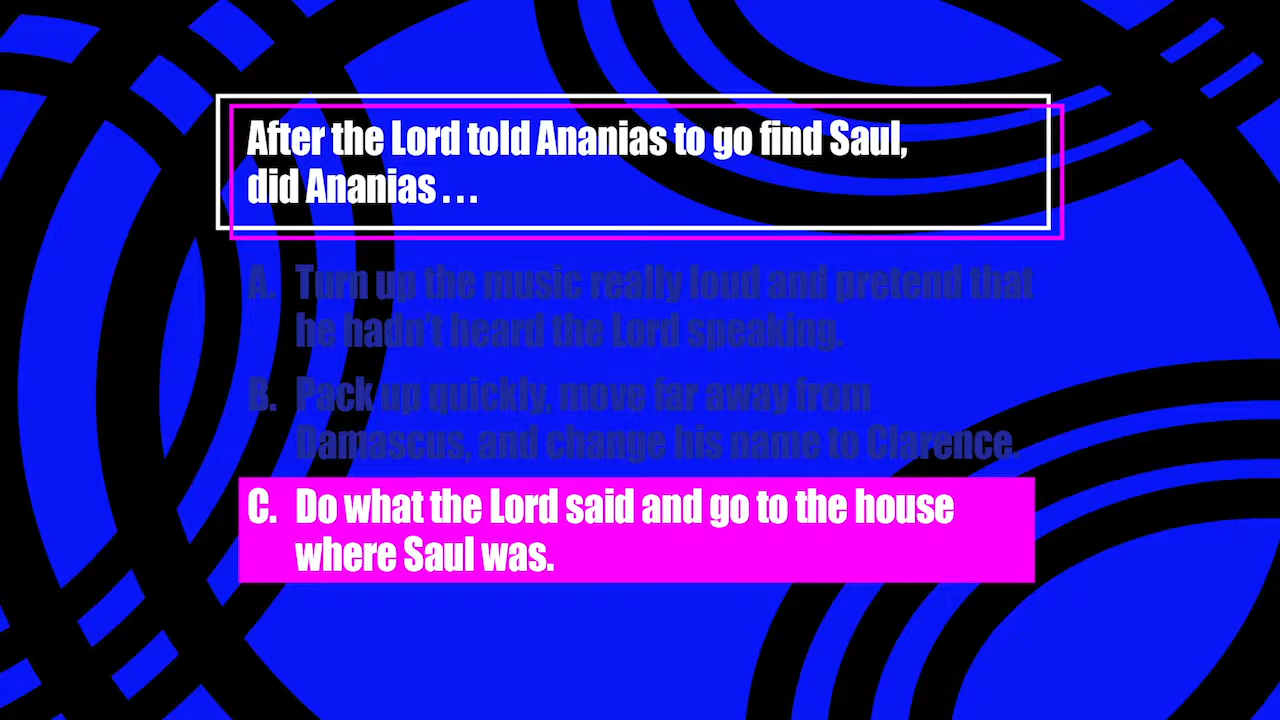 After the Lord told Ananias to go find Saul,
did Ananias . . .
A. Turn up the music really loud and pretend that
he hadn't heard the Lord speaking.
B. Pack up quickly, move far away from
Damascus, and change his name to Clarence.
C. Do what the Lord said and go to the house
where Saul was.